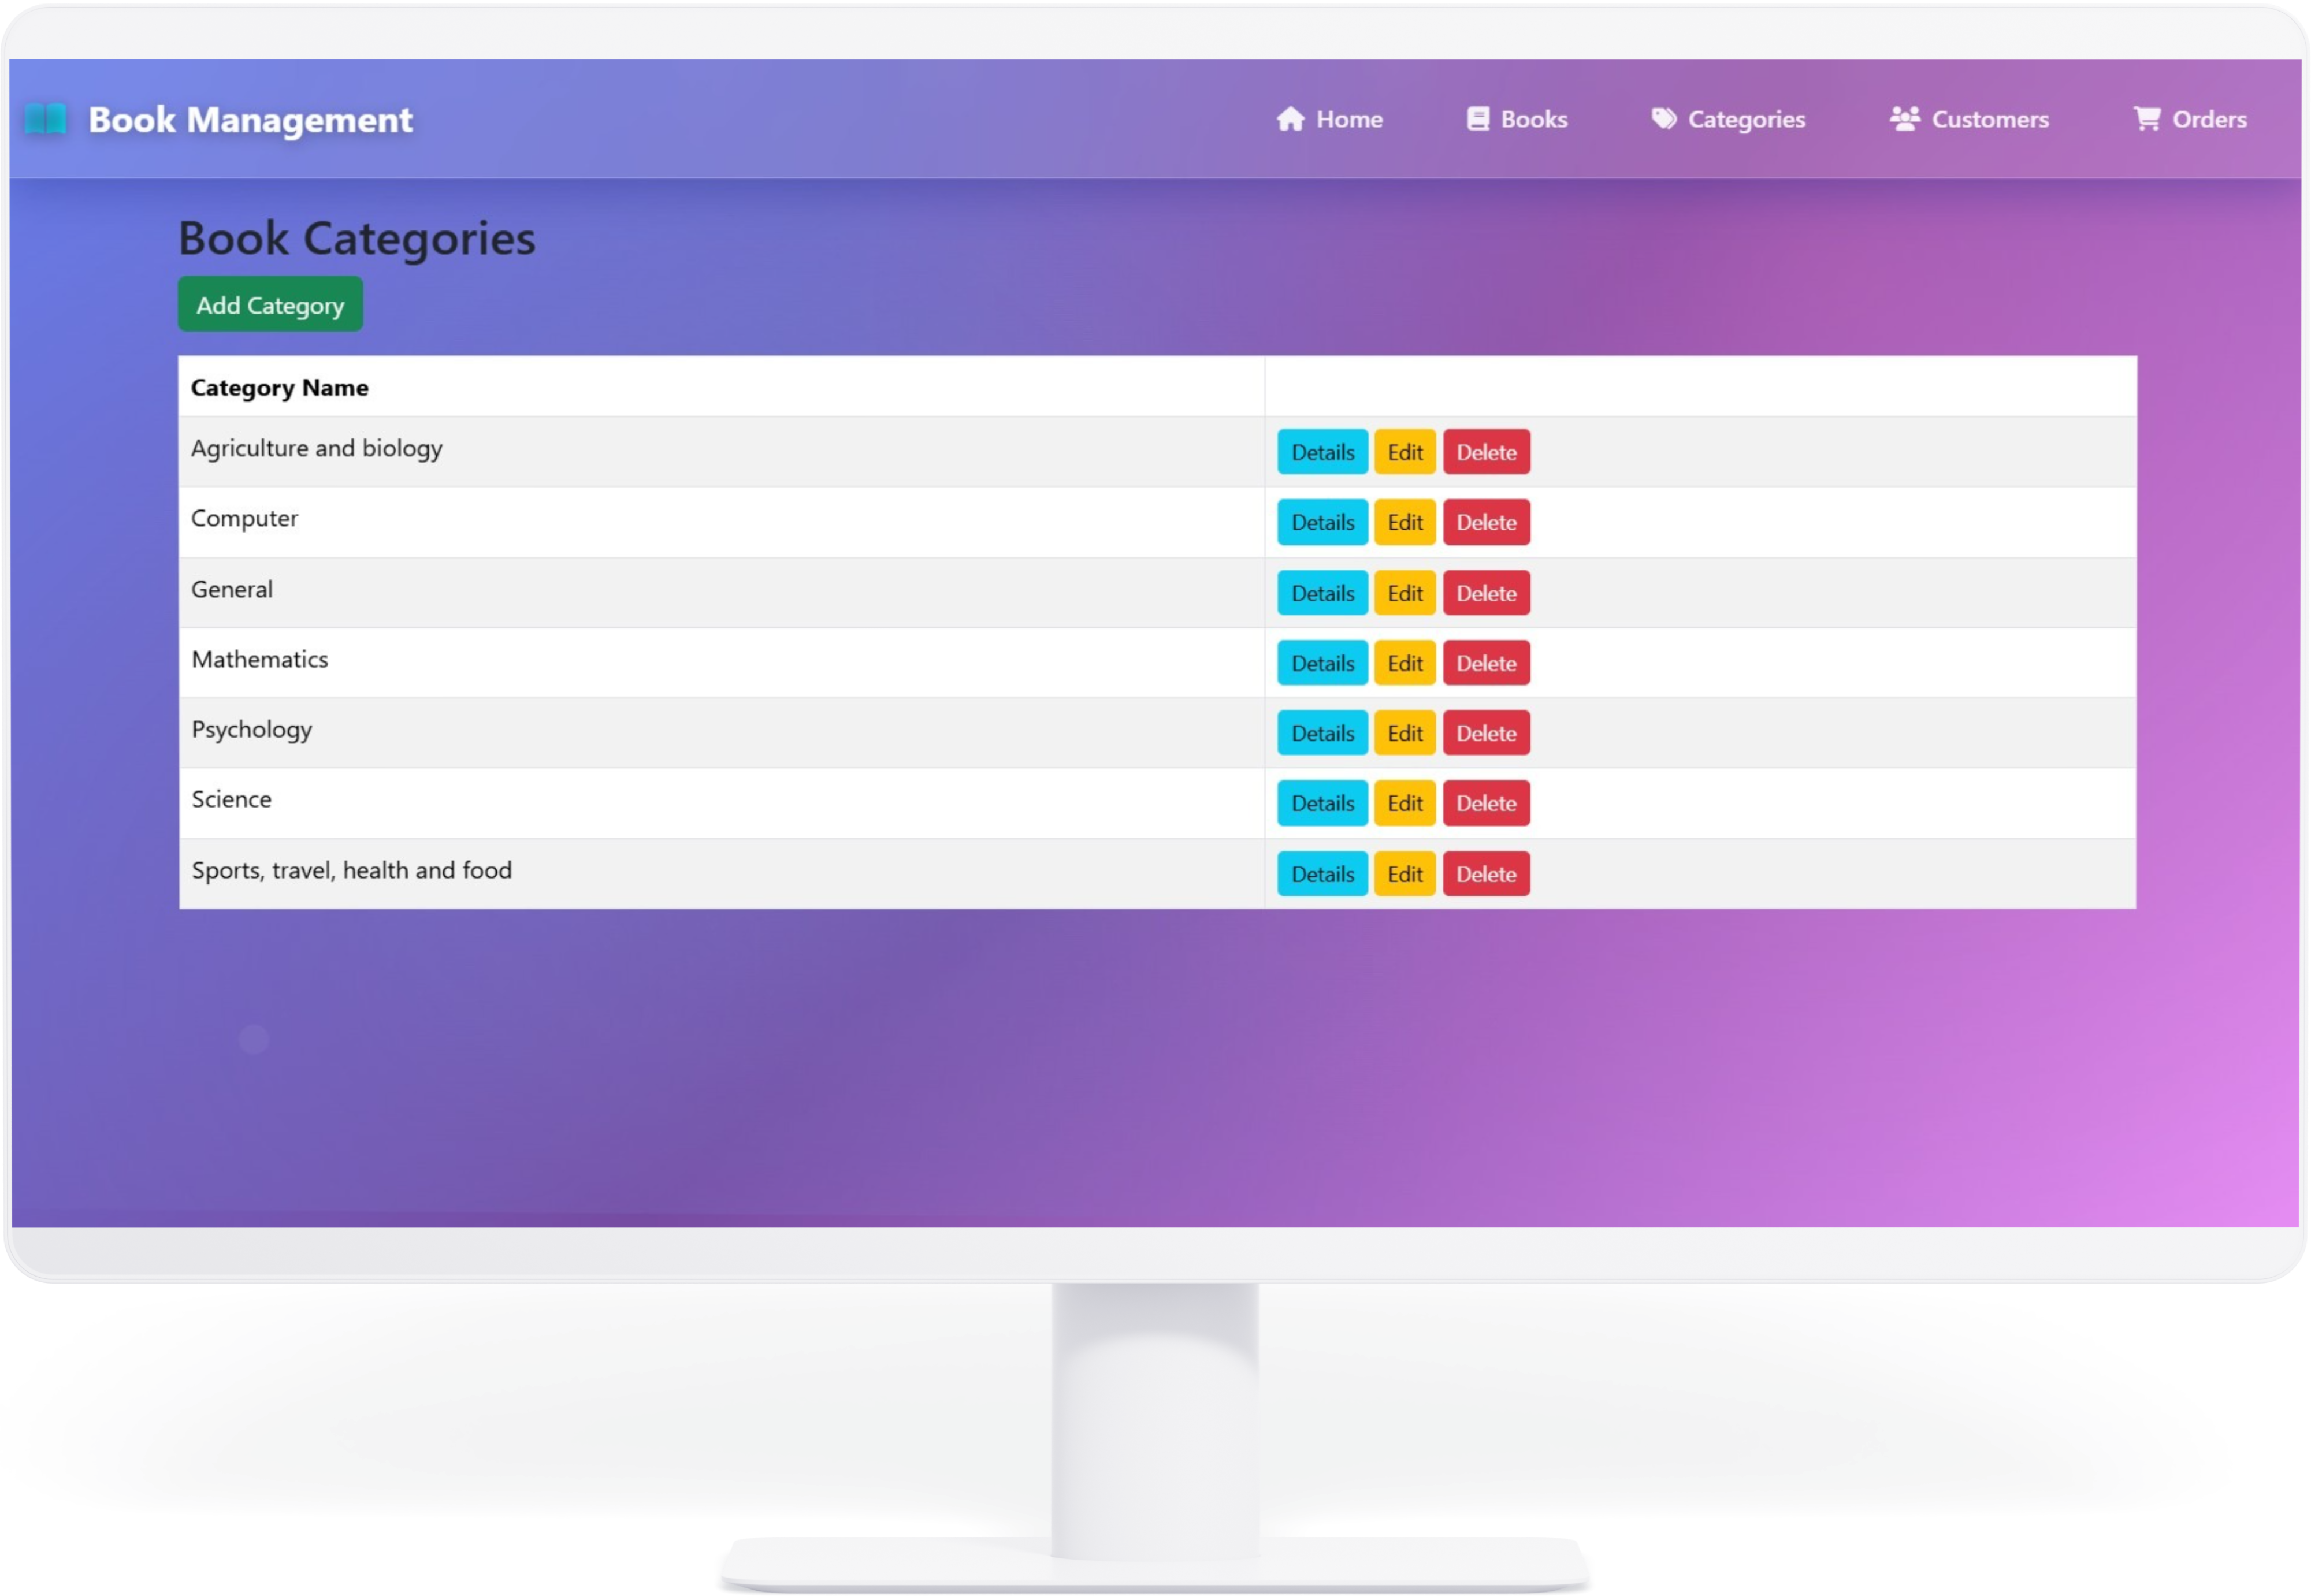 Book Management
Home Books Categories Customers Orders
Book Categories
Add Category
Category Name
Agriculture and biology Details Edit Delete
Computer Details Edit Delete
General Details Edit Delete
Mathematics Details Edit Delete
Psychology Details Edit Delete
Science Details Edit Delete
Sports, travel, health and food Details Edit Delete